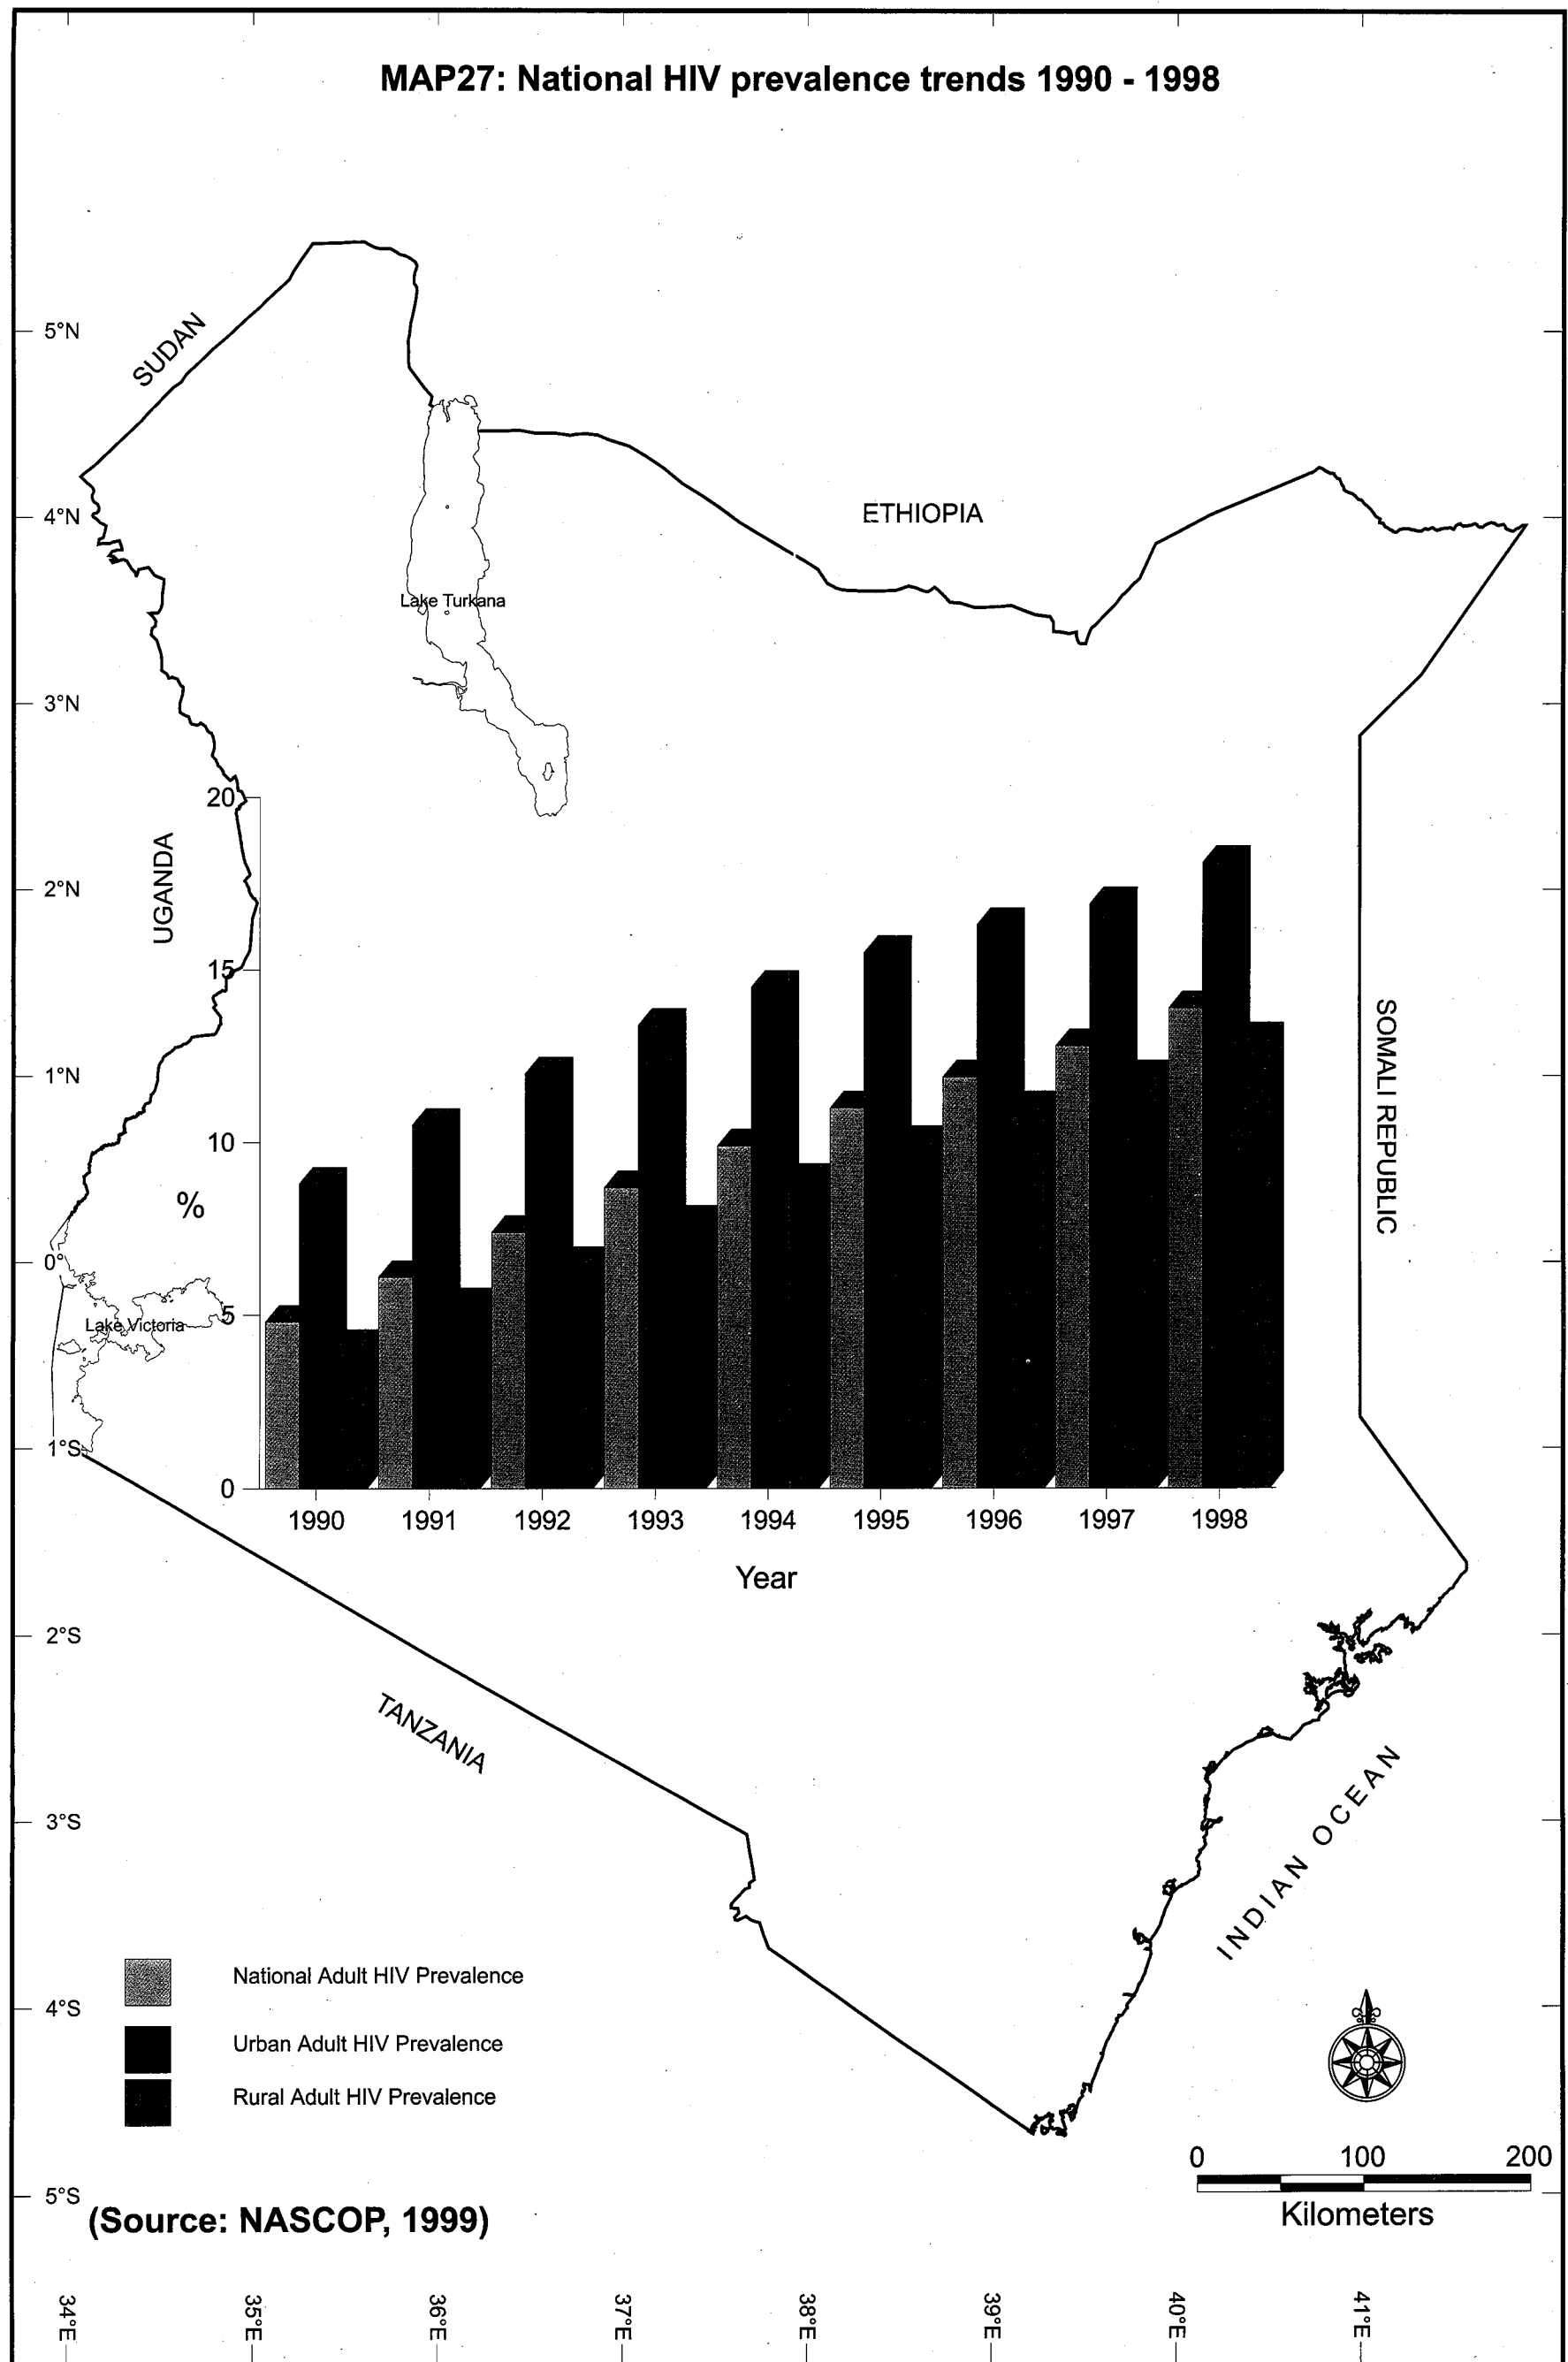 MAP27: National HIV prevalence trends 1990 - 1998
SUDAN
5°N
ETHIOPIA
4°N
Lake Turkana
3°N
20
UGANDA
2°N
15
SOMALI REPUBLIC
1°N
10
%
0°
5
Lake Victoria
1°S
0
1990 1991 1992 1993 1994 1995 1996 1997 1998
Year
2°S
TANZANIA
INDIAN OCEAN
3°S
National Adult HIV Prevalence
4°S
Urban Adult HIV Prevalence
Rural Adult HIV Prevalence
0 100 200
Kilometers
5°S
(Source: NASCOP, 1999)
34°E 35°E 36°E 37°E 38°E 39°E 40°E 41°E